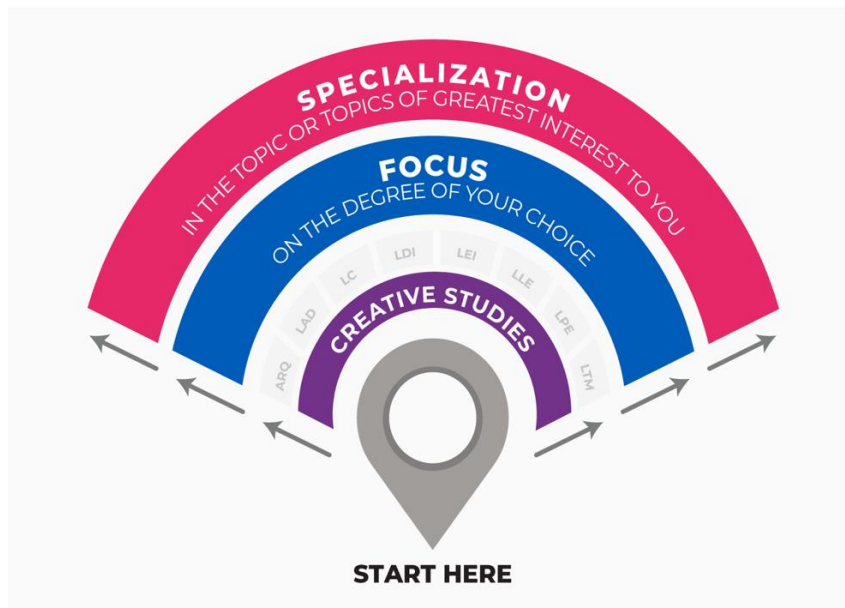 SPECIALIZATION
IN THE TOPIC OR TOPICS OF GREATEST INTEREST TO YOU
FOCUS
ON THE DEGREE OF YOUR CHOICE
ARQ
LAD
LC
LDI
LEI
LLE
LPE
LTM
CREATIVE STUDIES
START HERE